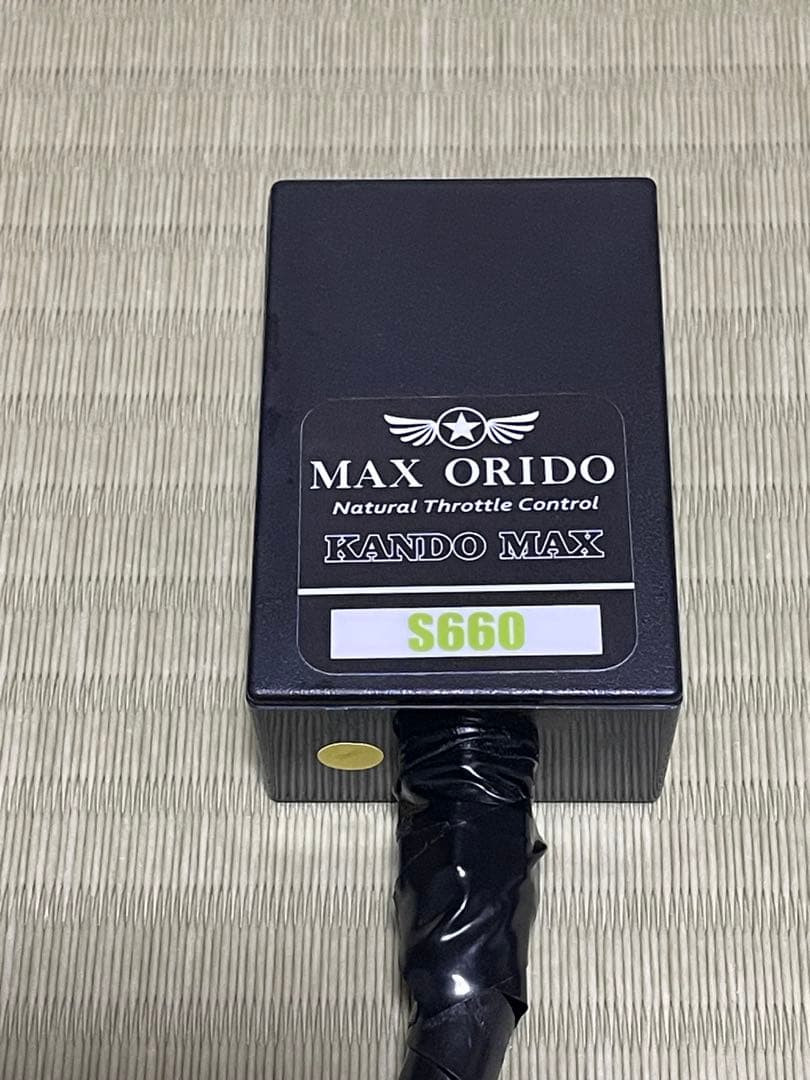 MAX ORIDO
Natural Throttle Control
KANDO MAX
S660